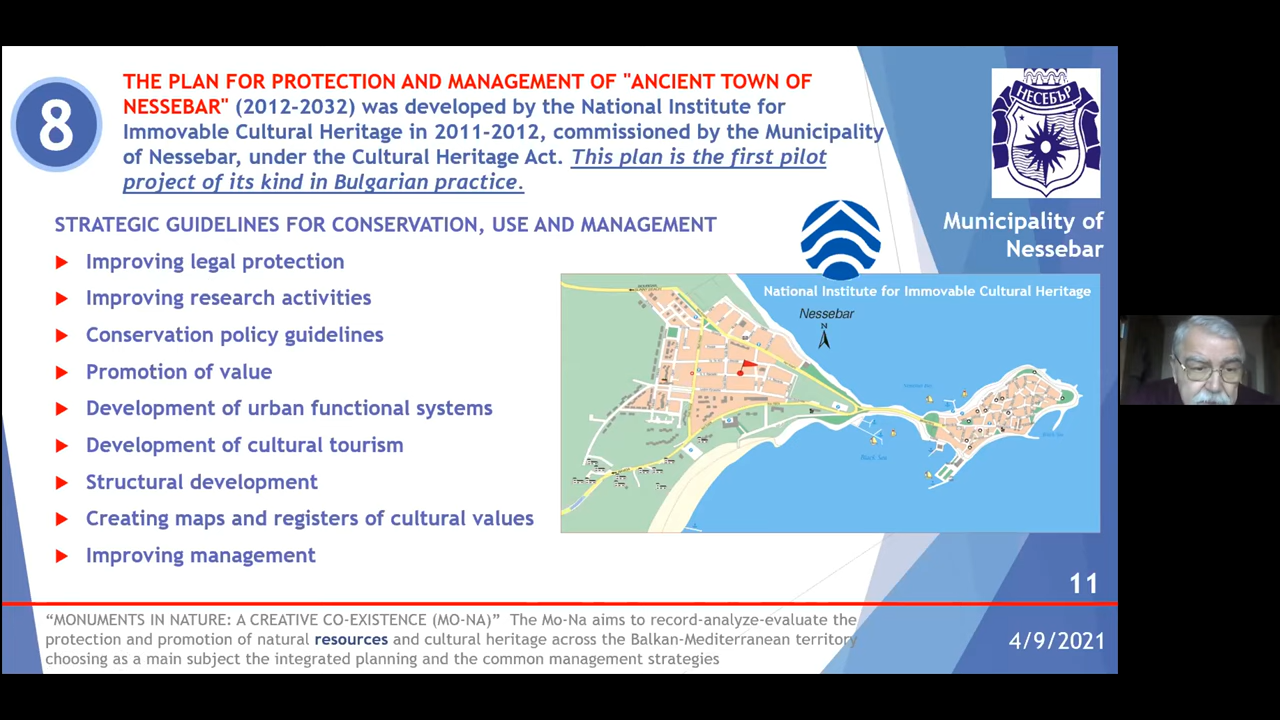 8
THE PLAN FOR PROTECTION AND MANAGEMENT OF "ANCIENT TOWN OF
NESSEBAR" (2012-2032) was developed by the National Institute for
Immovable Cultural Heritage in 2011-2012, commissioned by the Municipality
of Nessebar, under the Cultural Heritage Act. This plan is the first pilot
project of its kind in Bulgarian practice.
НЕСЕБЪР
Municipality of
Nessebar
STRATEGIC GUIDELINES FOR CONSERVATION, USE AND MANAGEMENT
Improving legal protection
Improving research activities
Conservation policy guidelines
Promotion of value
Development of urban functional systems
Development of cultural tourism
Structural development
Creating maps and registers of cultural values
Improving management
National Institute for Immovable Cultural Heritage
Nessebar
N
Black Sea
11
"MONUMENTS IN NATURE: A CREATIVE CO-EXISTENCE (MO-NA)" The Mo-Na aims to record-analyze-evaluate the
protection and promotion of natural resources and cultural heritage across the Balkan-Mediterranean territory
choosing as a main subject the integrated planning and the common management strategies
4/9/2021